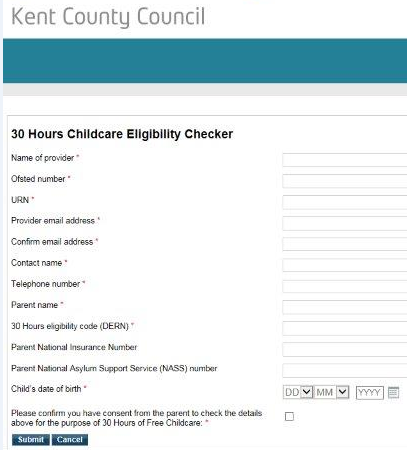 Kent County Council
30 Hours Childcare Eligibility Checker
Name of provider *
Ofsted number *
URN *
Provider email address *
Confirm email address *
Contact name *
Telephone number *
Parent name *
30 Hours eligibility code (DERN) *
Parent National Insurance Number
Parent National Asylum Support Service (NASS) number
Child's date of birth * DD MM YYYY
Please confirm you have consent from the parent to check the details
above for the purpose of 30 Hours of Free Childcare: *
Submit Cancel